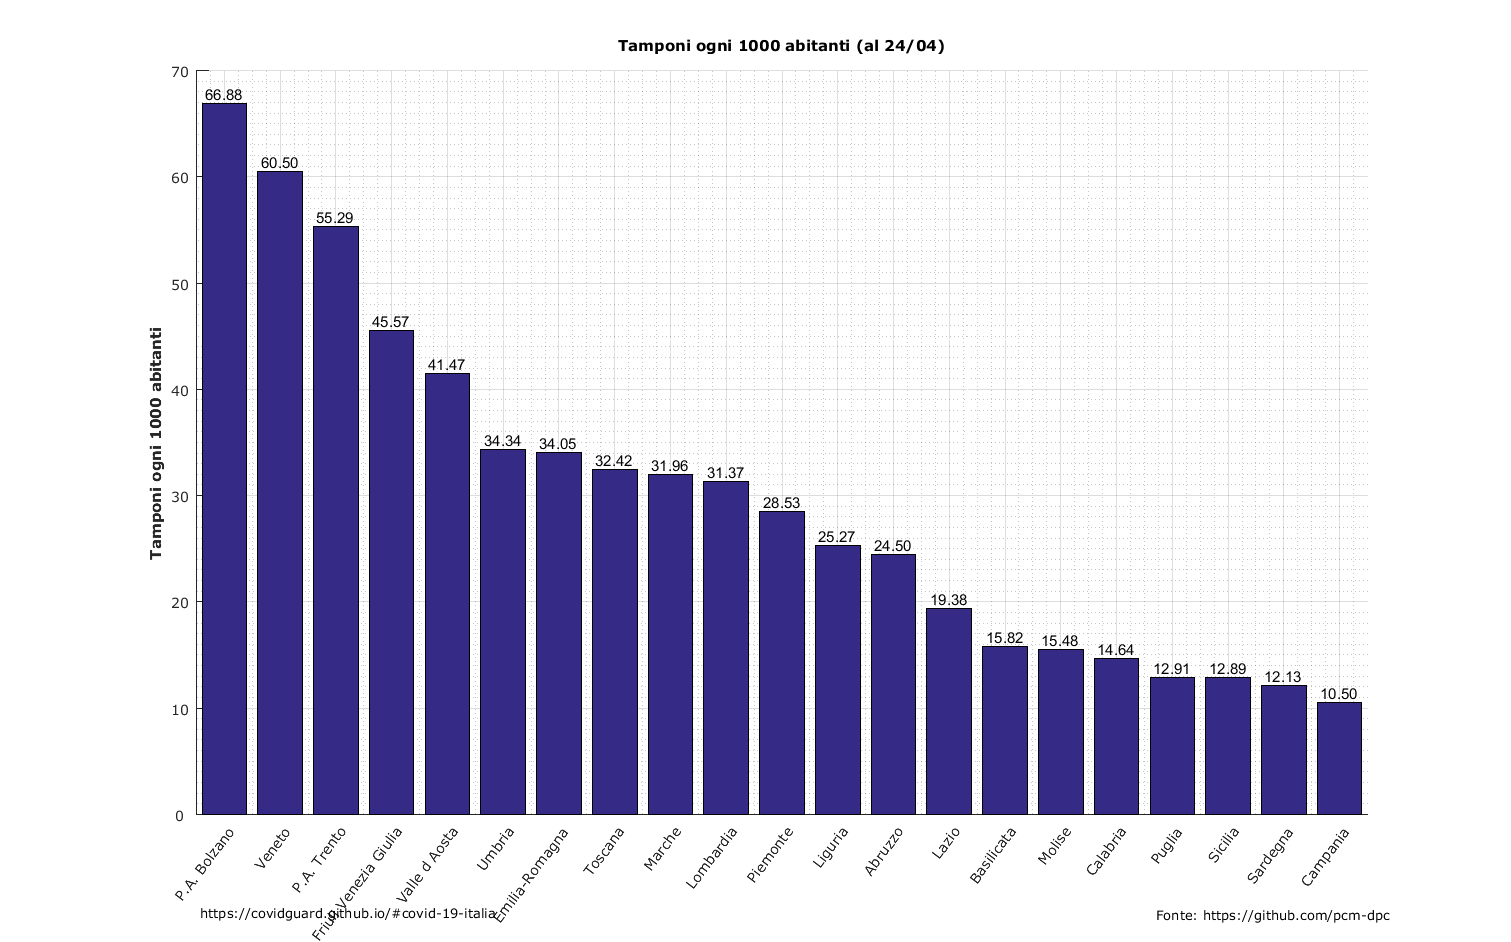 Tamponi ogni 1000 abitanti (al 24/04)
Tamponi ogni 1000 abitanti
70
60
50
40
30
20
10
0
66.88
60.50
55.29
45.57
41.47
34.34
34.05
32.42
31.96
31.37
28.53
25.27
24.50
19.38
15.82
15.48
14.64
12.91
12.89
12.13
10.50
P.A. Bolzano
Veneto
P.A. Trento
Friuli Venezia Giulia
Valle d Aosta
Umbria
Emilia-Romagna
Toscana
Marche
Lombardia
Piemonte
Liguria
Abruzzo
Lazio
Basilicata
Molise
Calabria
Puglia
Sicilia
Sardegna
Campania
https://covidguard.github.io/#covid-19-italia
Fonte: https://github.com/pcm-dpc